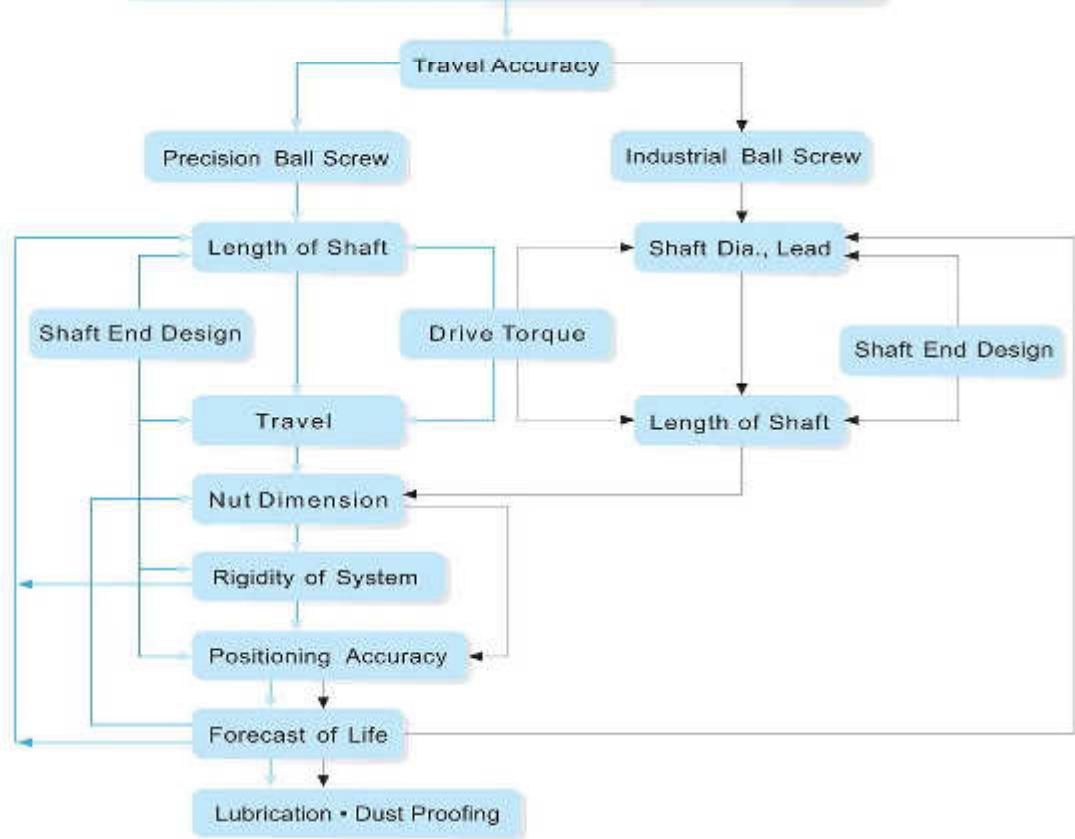 Travel Accuracy
Precision Ball Screw
Industrial Ball Screw
Length of Shaft
Shaft Dia., Lead
Shaft End Design
Drive Torque
Shaft End Design
Travel
Length of Shaft
Nut Dimension
Rigidity of System
Positioning Accuracy
Forecast of Life
Lubrication • Dust Proofing